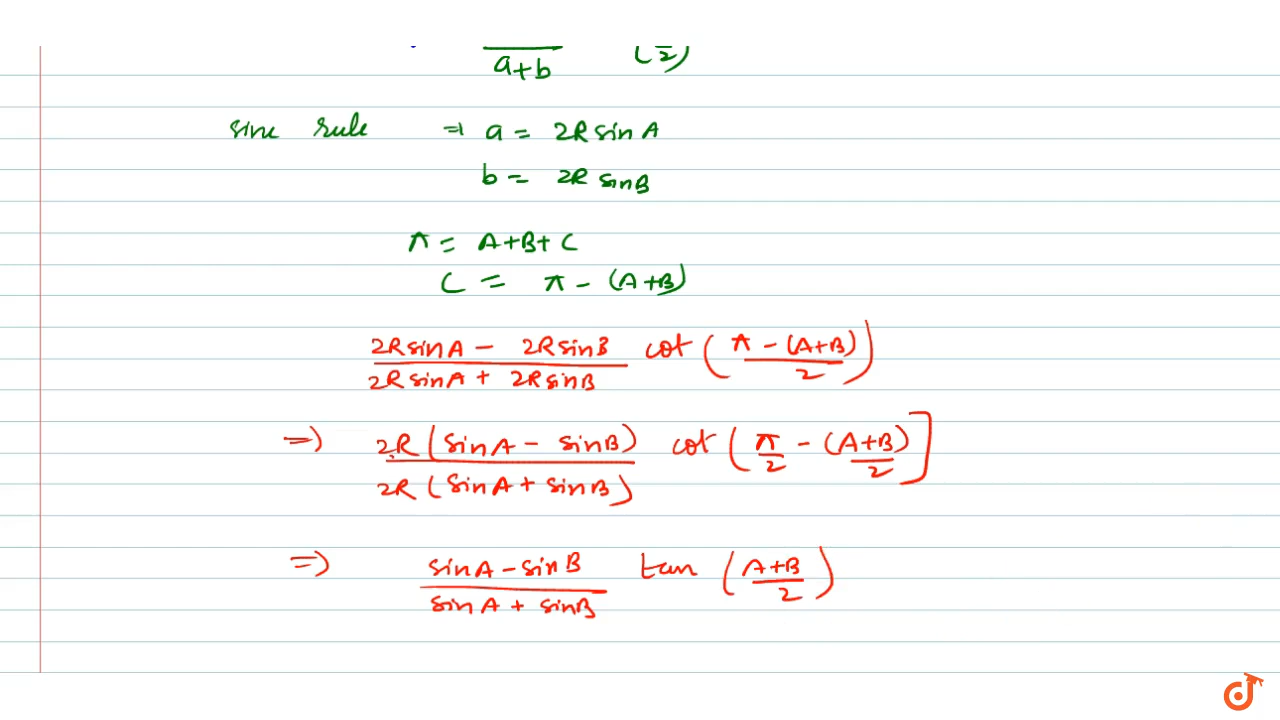 a+b (‾2)
sine rule ⇒ a = 2R sin A
b = 2R sin B
π = A+B+C
C = π - (A+B)
2R sin A - 2R sin B / 2R sin A + 2R sin B cot (π - (A+B) / 2)
⇒) 2R (sin A - sin B) / 2R (sin A + sin B) cot (π/2 - (A+B)/2]
⇒) sin A - sin B / sin A + sin B tan (A+B / 2)